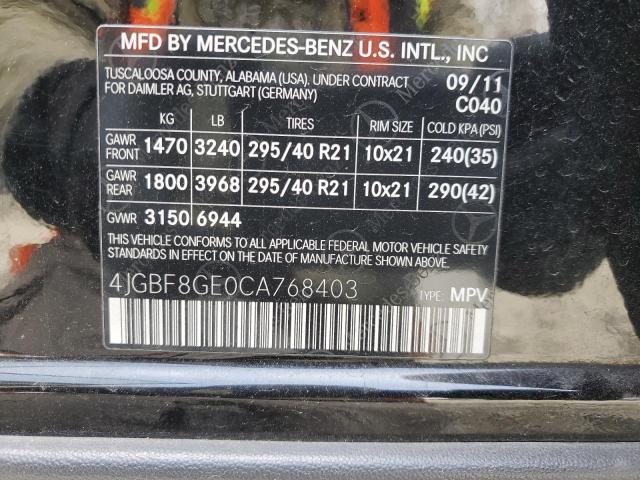 MFD BY MERCEDES-BENZ U.S. INTL., INC
TUSCALOOSA COUNTY, ALABAMA (USA). UNDER CONTRACT 09/11
FOR DAIMLER AG, STUTTGART (GERMANY) C040
KG LB TIRES RIM SIZE COLD KPA(PSI)
GAWR FRONT 1470 3240 295/40 R21 10x21 240(35)
GAWR REAR 1800 3968 295/40 R21 10x21 290(42)
GVWR 3150 6944
THIS VEHICLE CONFORMS TO ALL APPLICABLE FEDERAL MOTOR VEHICLE SAFETY
STANDARDS IN EFFECT ON THE DATE OF MANUFACTURE SHOWN ABOVE.
4JGBF8GE0CA768403 TYPE: MPV